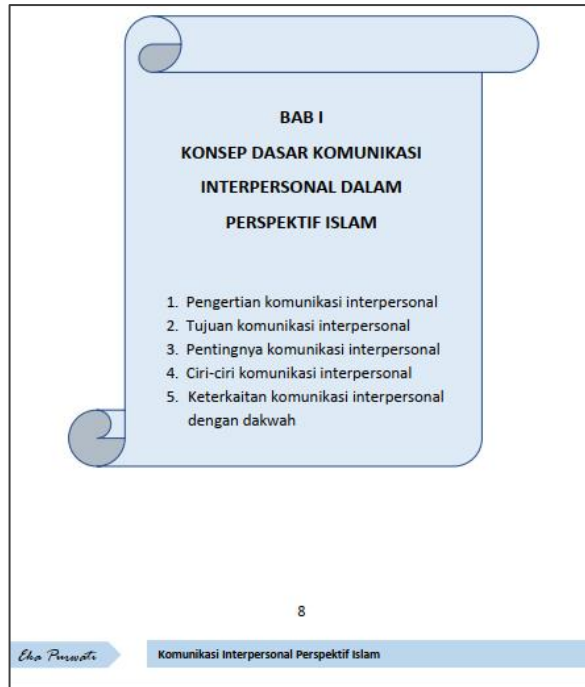 BAB I
KONSEP DASAR KOMUNIKASI
INTERPERSONAL DALAM
PERSPEKTIF ISLAM
1. Pengertian komunikasi interpersonal
2. Tujuan komunikasi interpersonal
3. Pentingnya komunikasi interpersonal
4. Ciri-ciri komunikasi interpersonal
5. Keterkaitan komunikasi interpersonal
dengan dakwah
8
Eka Purwati
Komunikasi Interpersonal Perspektif Islam